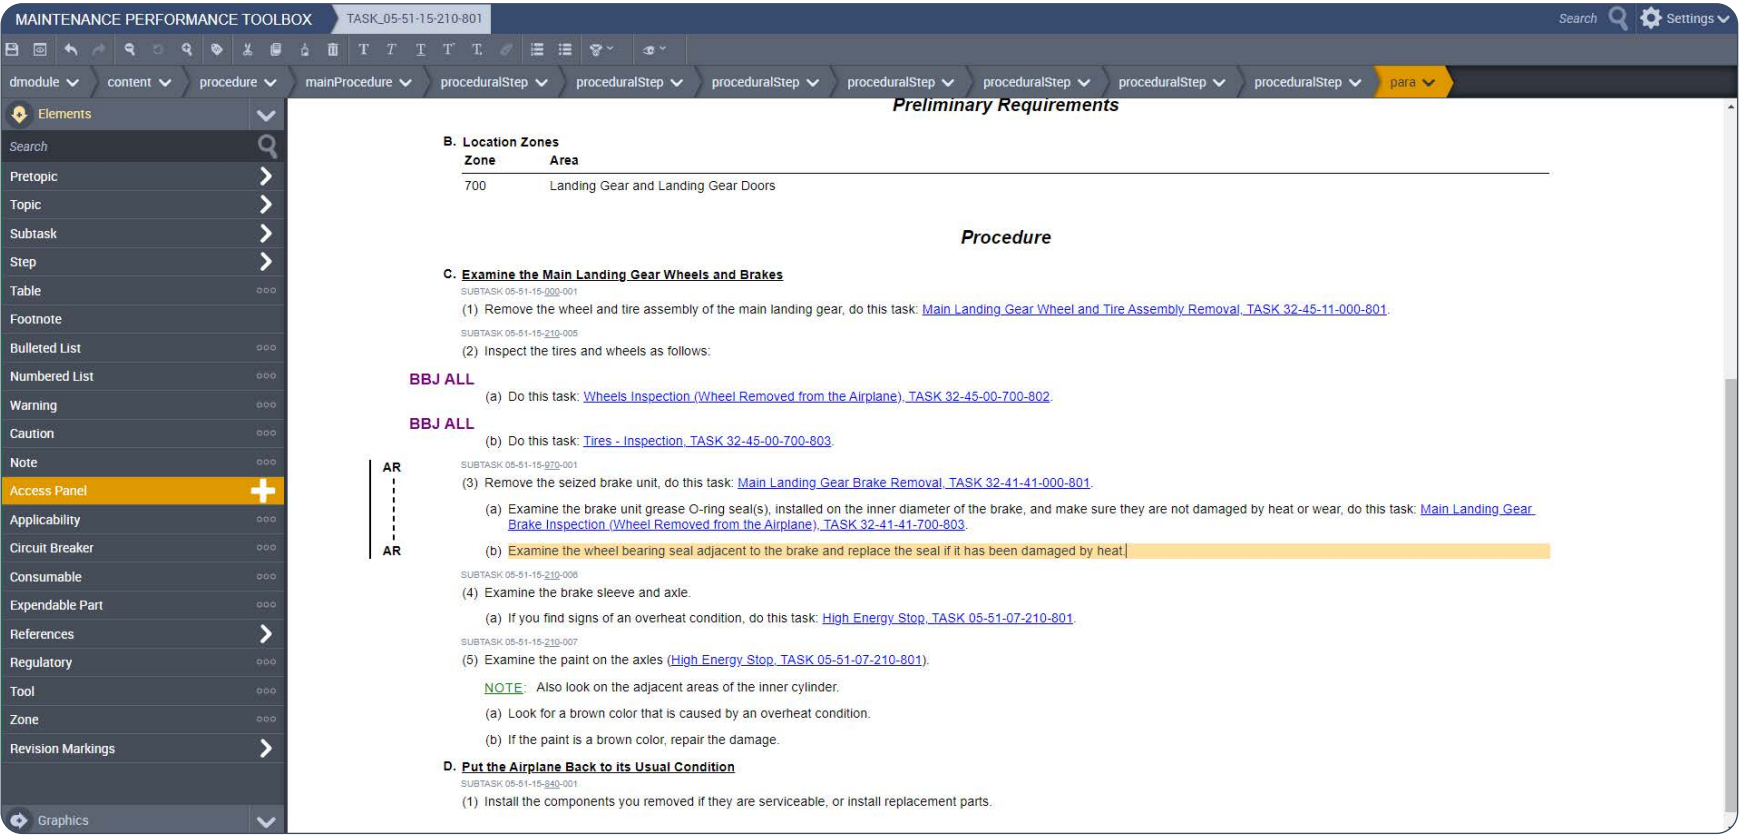 MAINTENANCE PERFORMANCE TOOLBOX TASK_05-51-15-210-801 Search Settings
dmodule content procedure mainProcedure proceduralStep proceduralStep proceduralStep proceduralStep proceduralStep proceduralStep proceduralStep para
Elements
Search
Pretopic
Topic
Subtask
Step
Table
Footnote
Bulleted List
Numbered List
Warning
Caution
Note
Access Panel
Applicability
Circuit Breaker
Consumable
Expendable Part
References
Regulatory
Tool
Zone
Revision Markings
Graphics
Preliminary Requirements
B. Location Zones
Zone Area
700 Landing Gear and Landing Gear Doors
Procedure
C. Examine the Main Landing Gear Wheels and Brakes
SUBTASK 05-51-15-000-001
(1) Remove the wheel and tire assembly of the main landing gear, do this task: Main Landing Gear Wheel and Tire Assembly Removal, TASK 32-45-11-000-801.
SUBTASK 05-51-15-210-005
(2) Inspect the tires and wheels as follows:
BBJ ALL
(a) Do this task: Wheels Inspection (Wheel Removed from the Airplane), TASK 32-45-00-700-802.
BBJ ALL
(b) Do this task: Tires - Inspection, TASK 32-45-00-700-803.
AR
SUBTASK 05-51-15-970-001
(3) Remove the seized brake unit, do this task: Main Landing Gear Brake Removal, TASK 32-41-41-000-801.
(a) Examine the brake unit grease O-ring seal(s), installed on the inner diameter of the brake, and make sure they are not damaged by heat or wear, do this task: Main Landing Gear
Brake Inspection (Wheel Removed from the Airplane), TASK 32-41-41-700-803.
AR
(b) Examine the wheel bearing seal adjacent to the brake and replace the seal if it has been damaged by heat.
SUBTASK 05-51-15-210-006
(4) Examine the brake sleeve and axle.
(a) If you find signs of an overheat condition, do this task: High Energy Stop, TASK 05-51-07-210-801.
SUBTASK 05-51-15-210-007
(5) Examine the paint on the axles (High Energy Stop, TASK 05-51-07-210-801).
NOTE: Also look on the adjacent areas of the inner cylinder.
(a) Look for a brown color that is caused by an overheat condition.
(b) If the paint is a brown color, repair the damage.
D. Put the Airplane Back to its Usual Condition
SUBTASK 05-51-15-840-001
(1) Install the components you removed if they are serviceable, or install replacement parts.